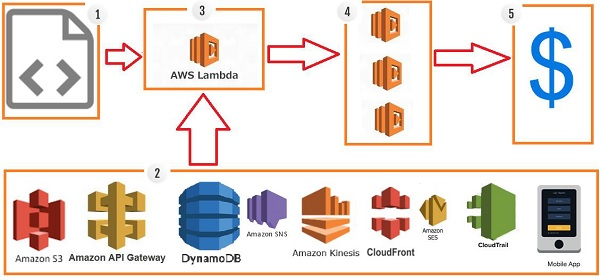 1
3
4
5
AWS Lambda
$
2
Amazon S3
Amazon API Gateway
DynamoDB
Amazon SNS
Amazon Kinesis
CloudFront
Amazon
SES
CloudTrail
Mobile App